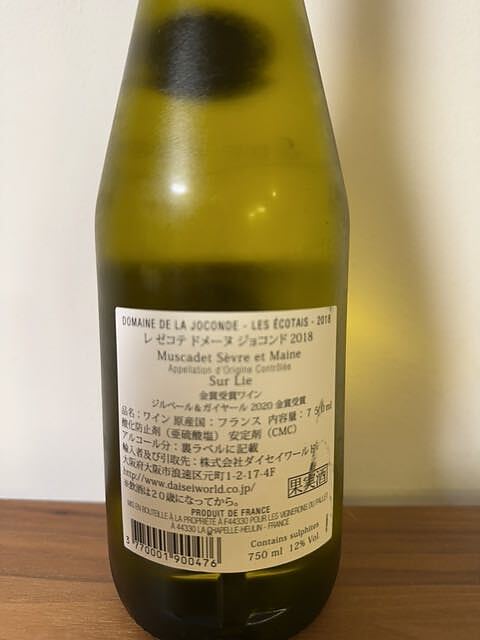 DOMAINE DE LA JOCONDE - LES ÉCOTAIS - 2018
レ ゼコテ ドメーヌ ジョコンド 2018
Muscadet Sèvre et Maine
Appellation d'Origine Contrôlée
Sur Lie
金賞受賞ワイン
ジルベール&ガイヤール 2020 金賞受賞
品名:ワイン 原産国:フランス 内容量:750ml
酸化防止剤(亜硫酸塩) 安定剤(CMC)
アルコール分:裏ラベルに記載
輸入者及び引取先:株式会社ダイセイワールド
大阪府大阪市浪速区元町1-2-17-4F
http://www.daiseiworld.co.jp/
※飲酒は20歳になってから。
果実酒
PRODUIT DE FRANCE
MIS EN BOUTEILLE À LA PROPRIÉTÉ À F44330 POUR LES VIGNERONS DU PALLET
À 44330 LA CHAPELLE-HEULIN - FRANCE
3 770001 900476
Contains sulphites
750 ml 12% Vol